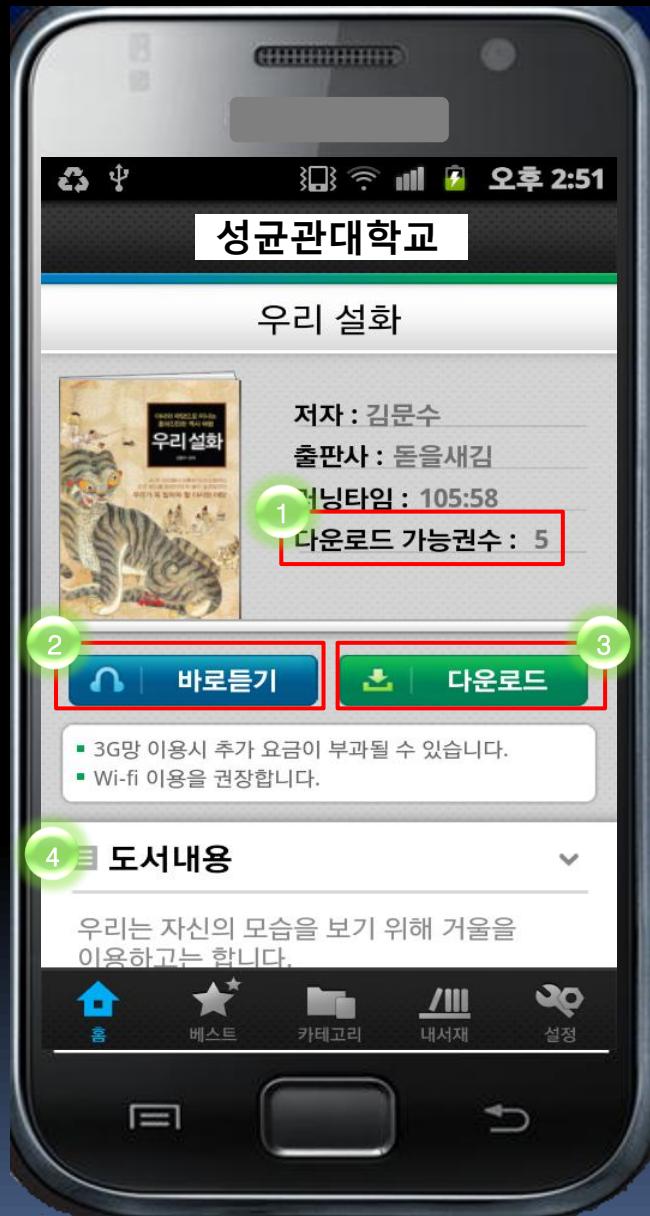 오후 2:51
성균관대학교
우리 설화
우리설화
저자 : 김문수
출판사 : 돋을새김
러닝타임 : 105:58
1
다운로드 가능권수 : 5
2
바로듣기
3
다운로드
3G망 이용시 추가 요금이 부과될 수 있습니다.
Wi-fi 이용을 권장합니다.
4
도서내용
우리는 자신의 모습을 보기 위해 거울을
이용하고는 합니다.
홈 베스트 카테고리 내서재 설정